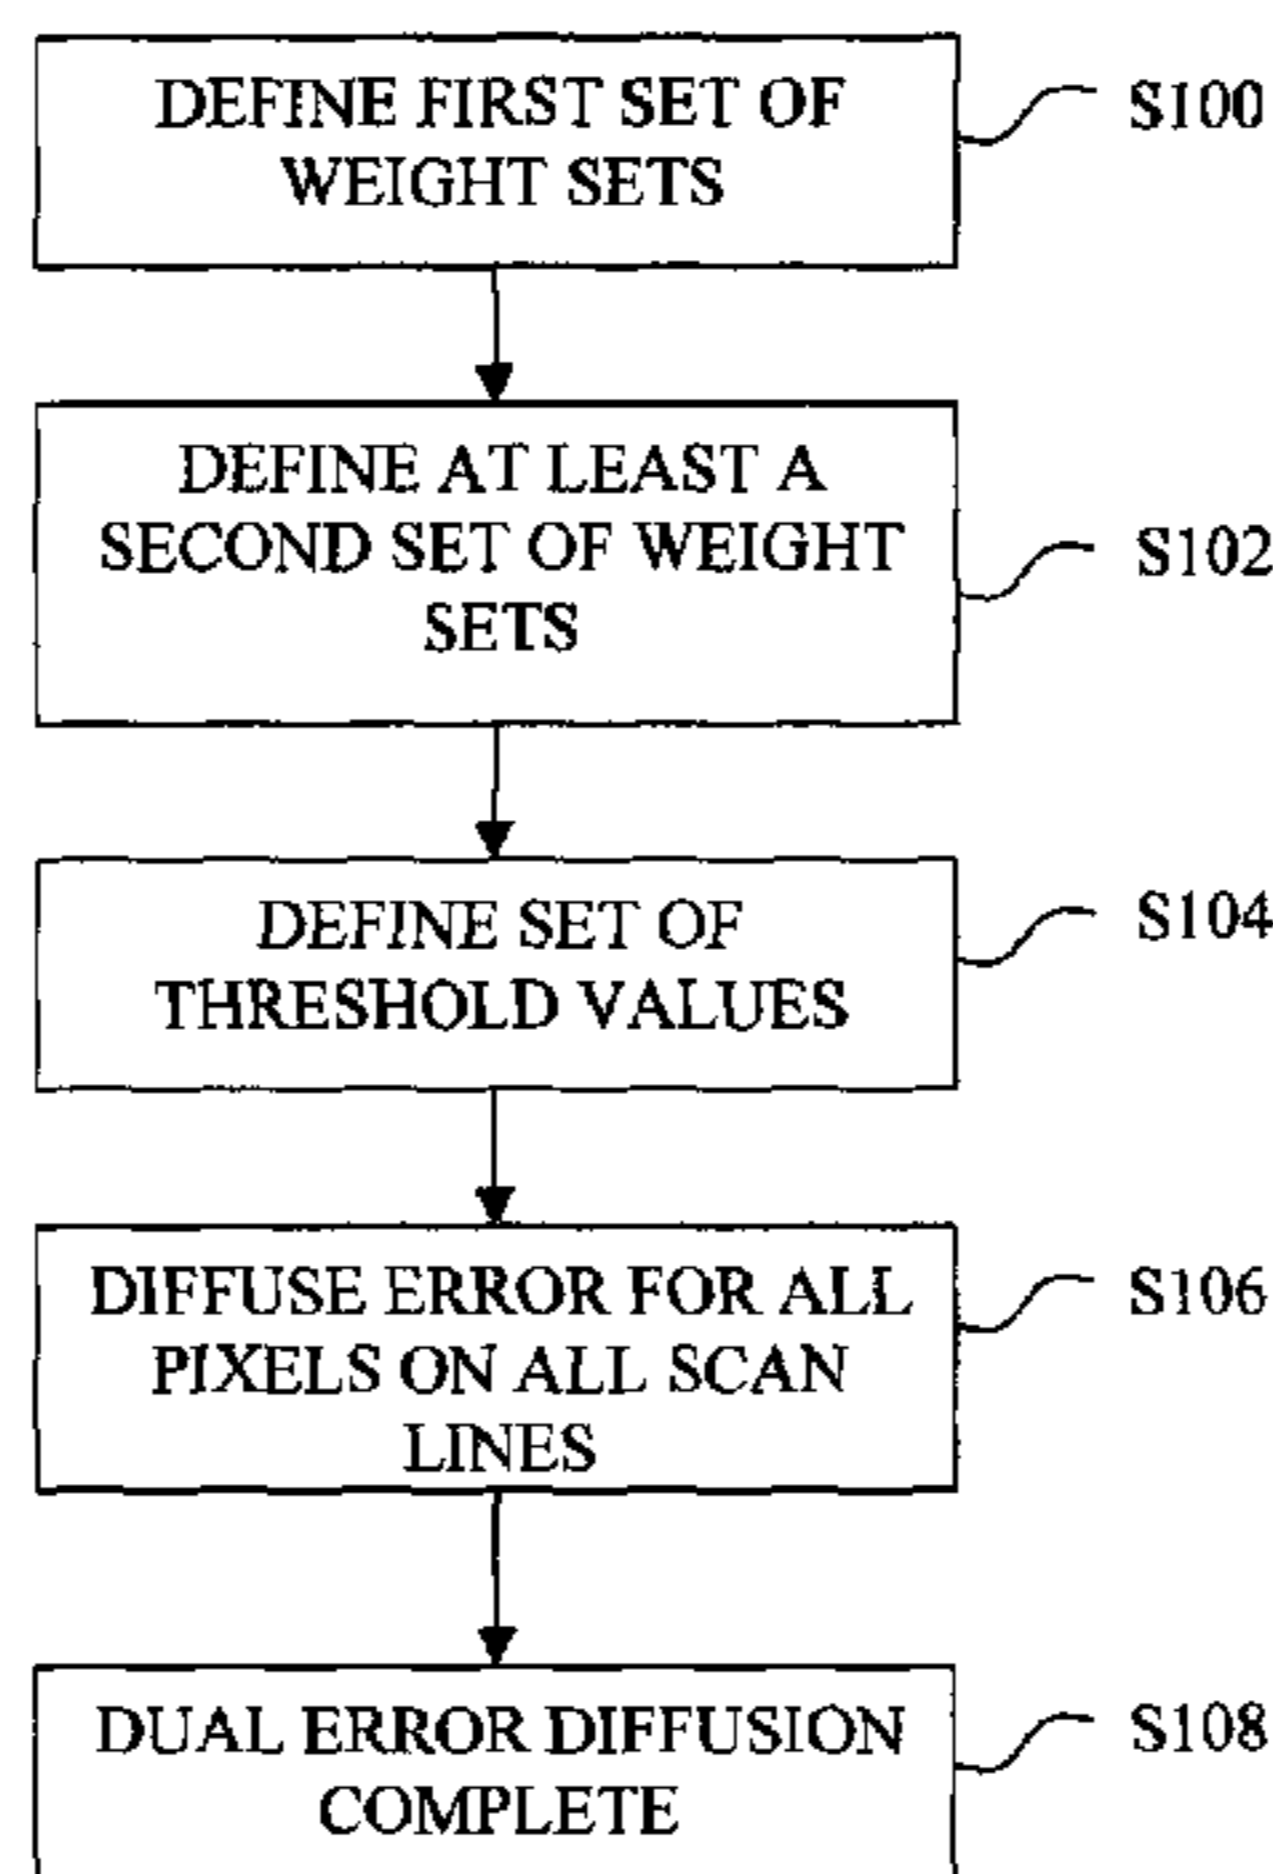 DEFINE FIRST SET OF
WEIGHT SETS
S100
DEFINE AT LEAST A
SECOND SET OF WEIGHT
SETS
S102
DEFINE SET OF
THRESHOLD VALUES
S104
DIFFUSE ERROR FOR ALL
PIXELS ON ALL SCAN
LINES
S106
DUAL ERROR DIFFUSION
COMPLETE
S108